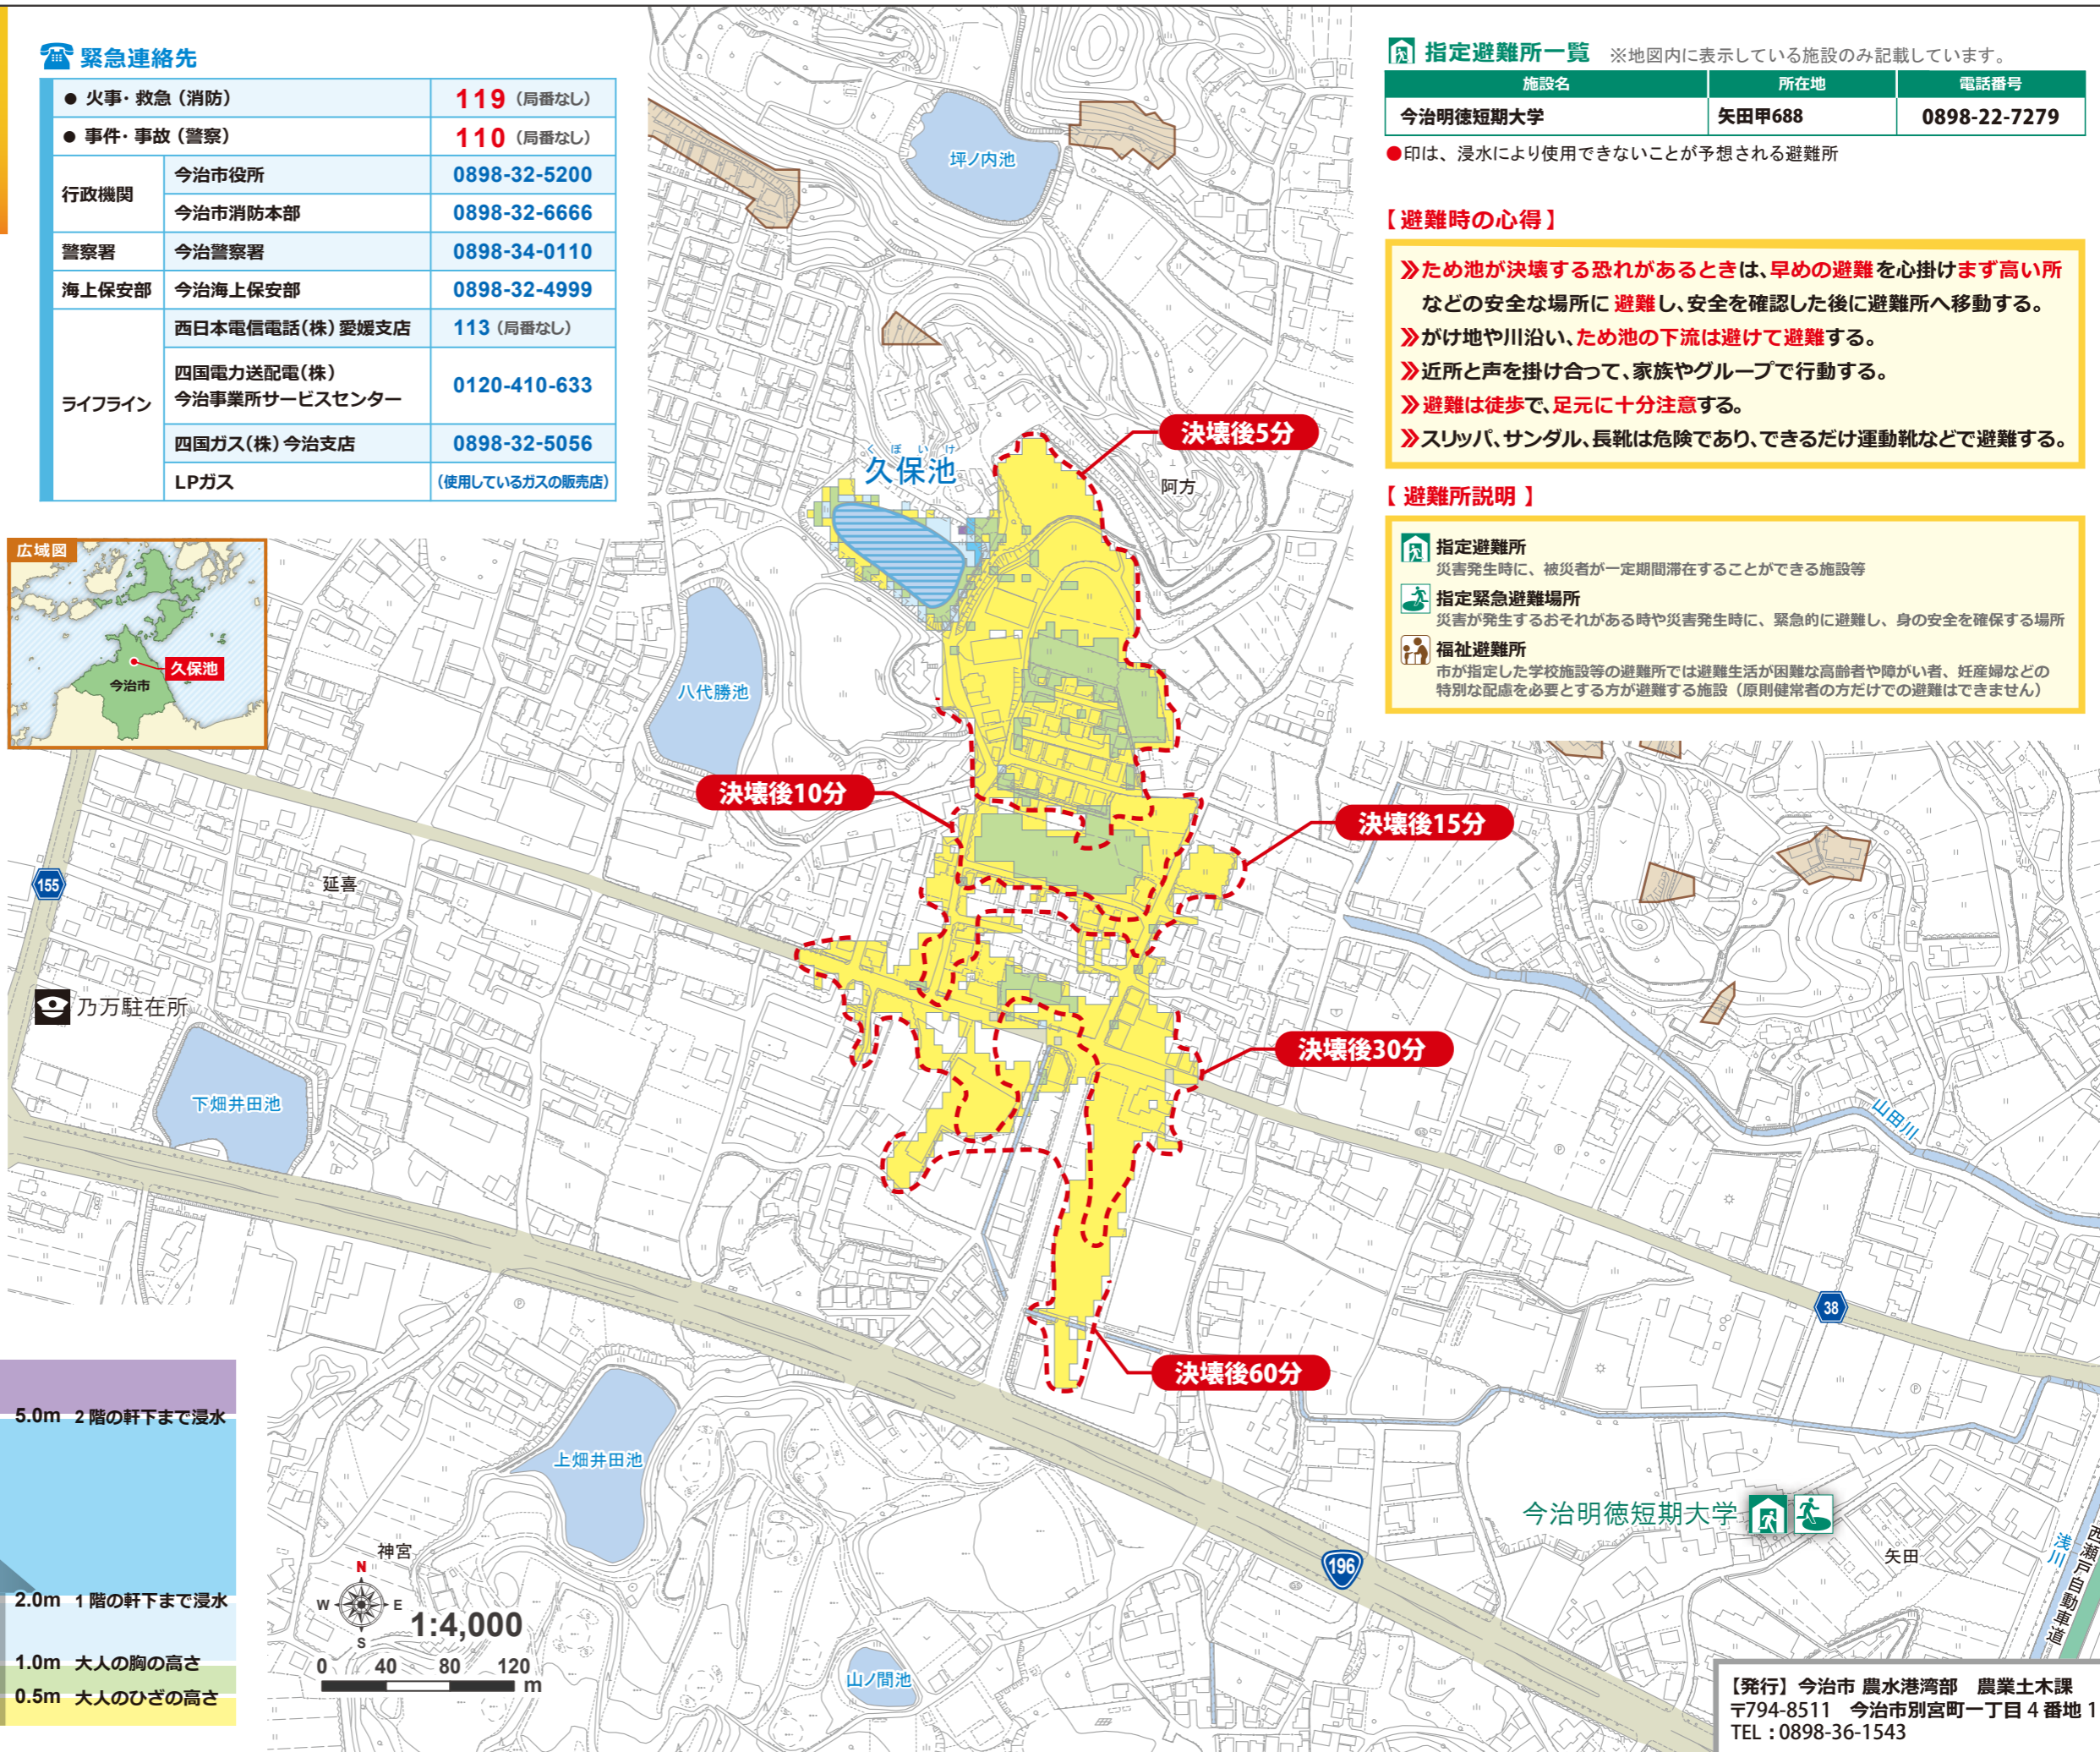 緊急連絡先
● 火事・救急（消防） 119（局番なし）
● 事件・事故（警察） 110（局番なし）
行政機関 今治市役所 0898-32-5200
今治市消防本部 0898-32-6666
警察署 今治警察署 0898-34-0110
海上保安部 今治海上保安部 0898-32-4999
ライフライン 西日本電信電話（株）愛媛支店 113（局番なし）
四国電力送配電（株）
今治事業所サービスセンター 0120-410-633
四国ガス（株）今治支店 0898-32-5056
LPガス （使用しているガスの販売店）
指定避難所一覧 ※地図内に表示している施設のみ記載しています。
施設名 所在地 電話番号
今治明徳短期大学 矢田甲688 0898-22-7279
●印は、浸水により使用できないことが予想される避難所
【避難時の心得】
≫ため池が決壊する恐れがあるときは、早めの避難を心掛けまず高い所
などの安全な場所に避難し、安全を確認した後に避難所へ移動する。
≫がけ地や川沿い、ため池の下流は避けて避難する。
≫近所と声を掛け合って、家族やグループで行動する。
≫避難は徒歩で、足元に十分注意する。
≫スリッパ、サンダル、長靴は危険であり、できるだけ運動靴などで避難する。
【避難所説明】
指定避難所
災害発生時に、被災者が一定期間滞在することができる施設等
指定緊急避難場所
災害が発生するおそれがある時や災害発生時に、緊急的に避難し、身の安全を確保する場所
福祉避難所
市が指定した学校施設等の避難所では避難生活が困難な高齢者や障がい者、妊産婦などの
特別な配慮を必要とする方が避難する施設（原則健常者の方だけでの避難はできません）
広域図
久保池
今治市
坪ノ内池
くぼいけ
久保池
決壊後5分
阿方
八代勝池
決壊後10分
決壊後15分
155
延喜
乃万駐在所
決壊後30分
下畑井田池
山田川
38
決壊後60分
上畑井田池
今治明徳短期大学
196
矢田
浅川
西瀬戸自動車道
神宮
山ノ間池
5.0m 2階の軒下まで浸水
2.0m 1階の軒下まで浸水
1.0m 大人の胸の高さ
0.5m 大人のひざの高さ
N
W E
S
1:4,000
0 40 80 120
m
【発行】今治市 農水港湾部 農業土木課
〒794-8511 今治市別宮町一丁目4番地1
TEL：0898-36-1543